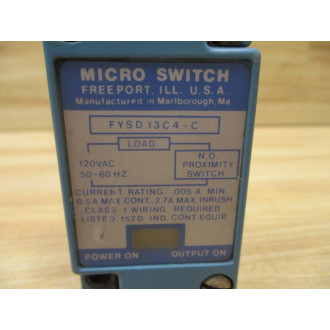 MICRO SWITCH
FREEPORT, ILL. U.S.A.
Manufactured in Marlborough, Ma
FYSD13C4-C
LOAD
120VAC
50-60HZ
N.O.
PROXIMITY
SWITCH
CURRENT RATING .005 A MIN.
0.5A MAX CONT. 2.7A MAX INRUSH
CLASS 1 WIRING REQUIRED
LISTED 152D IND. CONT. EQUIP.
POWER ON
OUTPUT ON